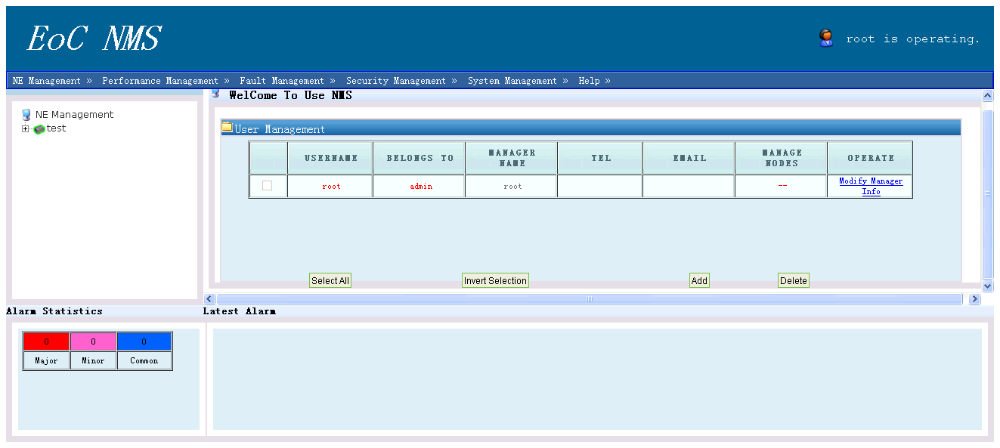 EoC NMS
root is operating.
NE Management » Performance Management » Fault Management » Security Management » System Management » Help »
WelCome To Use NMS
NE Management
test
User Management
USERNAME BELONGS TO MANAGER NAME TEL EMAIL MANAGE NODES OPERATE
root admin root -- Modify Manager Info
Select All Invert Selection Add Delete
Alarm Statistics Latest Alarm
0 0 0
Major Minor Common